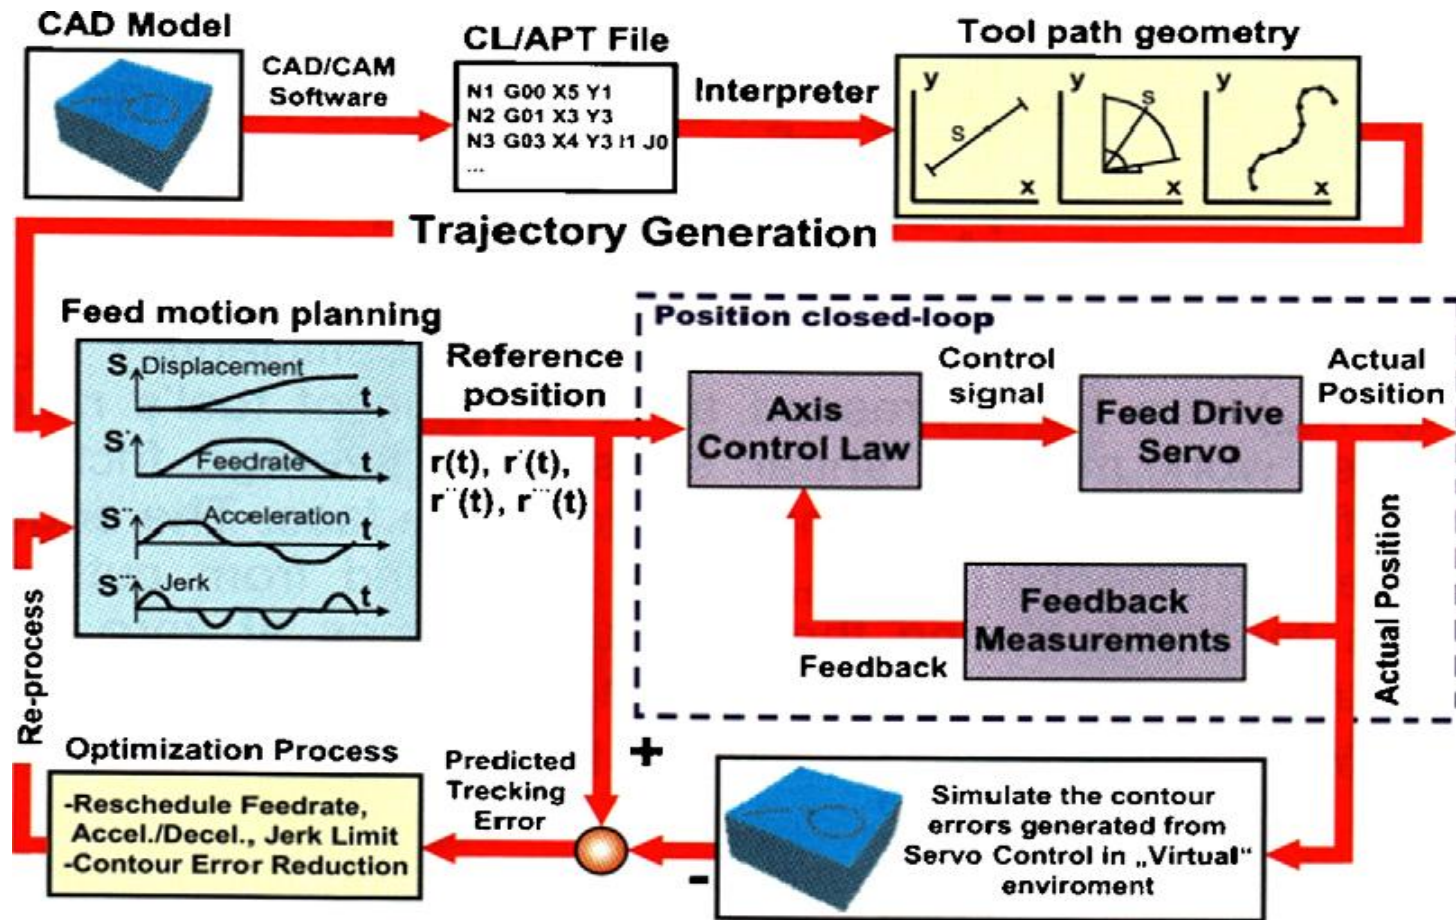 CAD Model
CAD/CAM
Software
CL/APT File
N1 G00 X5 Y1
N2 G01 X3 Y3
N3 G03 X4 Y3 I1 J0
...
Interpreter
Tool path geometry
y
S
x
y
S
x
y
x
Trajectory Generation
Feed motion planning
S Displacement
t
S˙
Feedrate
t
S¨
Acceleration
t
S⃛ Jerk
t
Reference
position
r(t), r˙(t),
r¨(t), r⃛(t)
Position closed-loop
Axis
Control Law
Control
signal
Feed Drive
Servo
Actual
Position
Feedback
Measurements
Feedback
Actual Position
Re-process
Optimization Process
-Reschedule Feedrate,
Accel./Decel., Jerk Limit
-Contour Error Reduction
Predicted
Trecking
Error
+
-
Simulate the contour
errors generated from
Servo Control in „Virtual“
enviroment